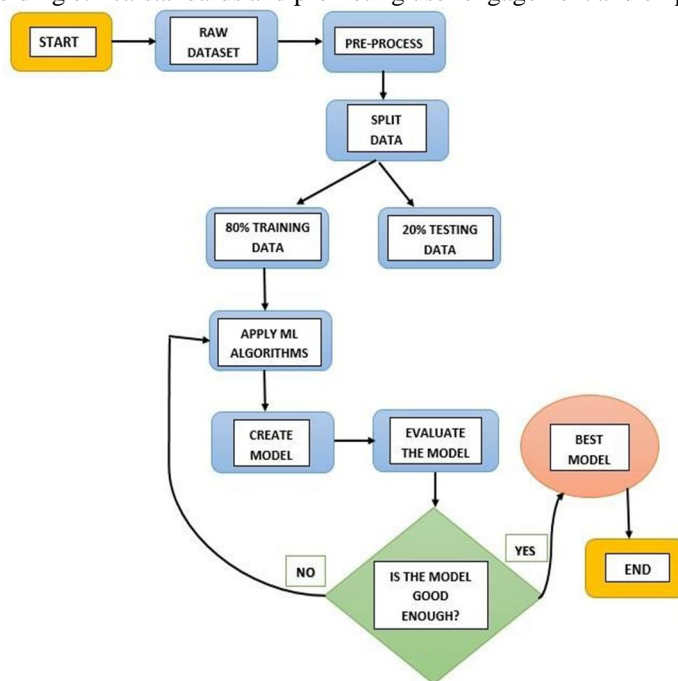 START
RAW
DATASET
PRE-PROCESS
SPLIT
DATA
80% TRAINING
DATA
20% TESTING
DATA
APPLY ML
ALGORITHMS
CREATE
MODEL
EVALUATE
THE MODEL
BEST
MODEL
YES
NO
IS THE MODEL
GOOD
ENOUGH?
END